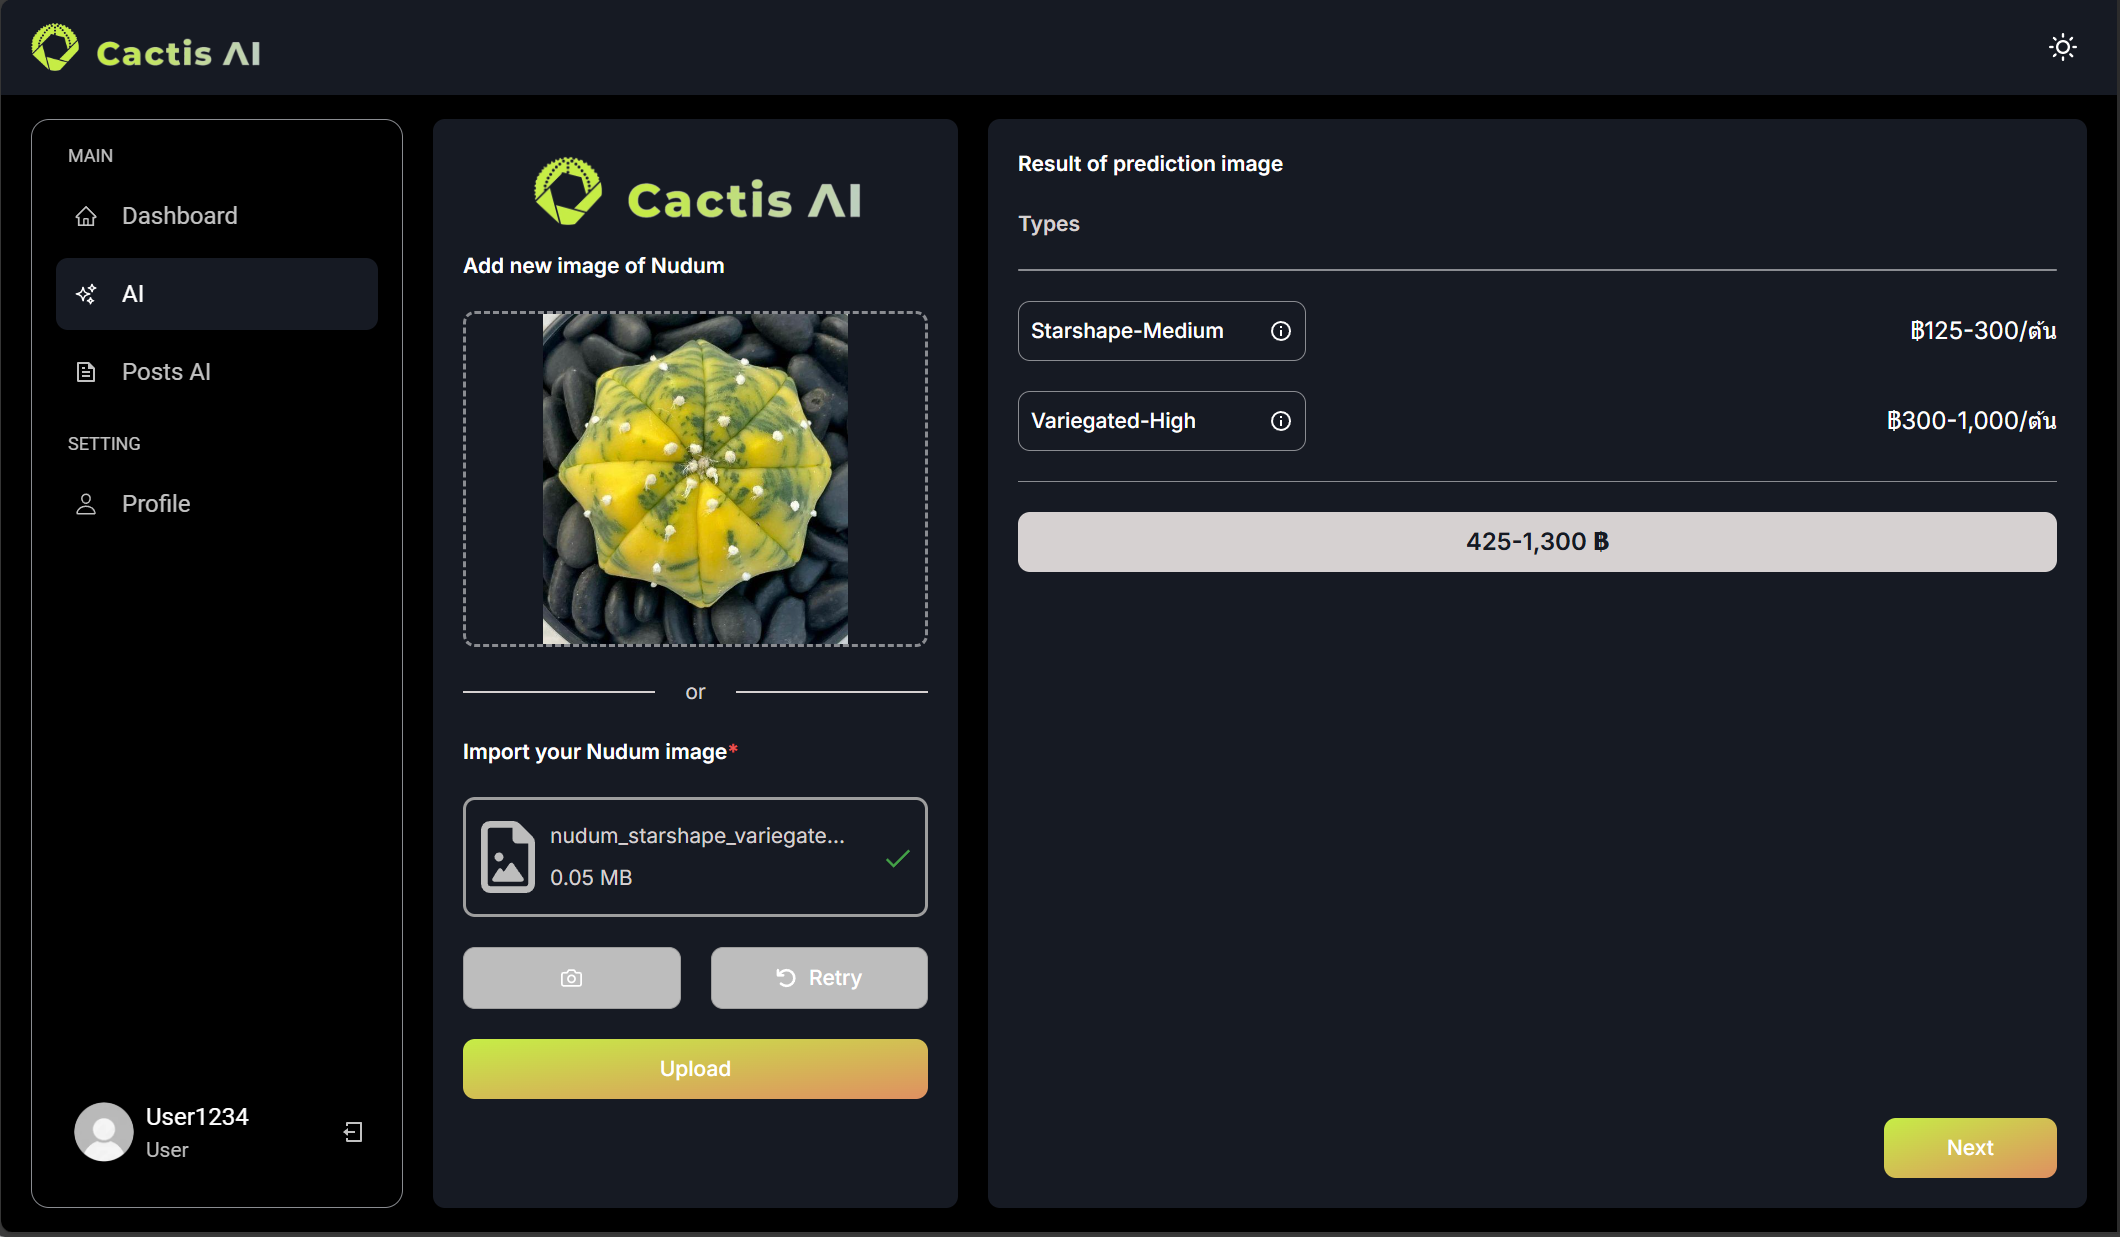 Cactis AI
MAIN
Dashboard
AI
Posts AI
SETTING
Profile
User1234
User
Cactis AI
Add new image of Nudum
or
Import your Nudum image*
nudum_starshape_variegate...
0.05 MB
Retry
Upload
Result of prediction image
Types
Starshape-Medium
฿125-300/ต้น
Variegated-High
฿300-1,000/ต้น
425-1,300 ฿
Next